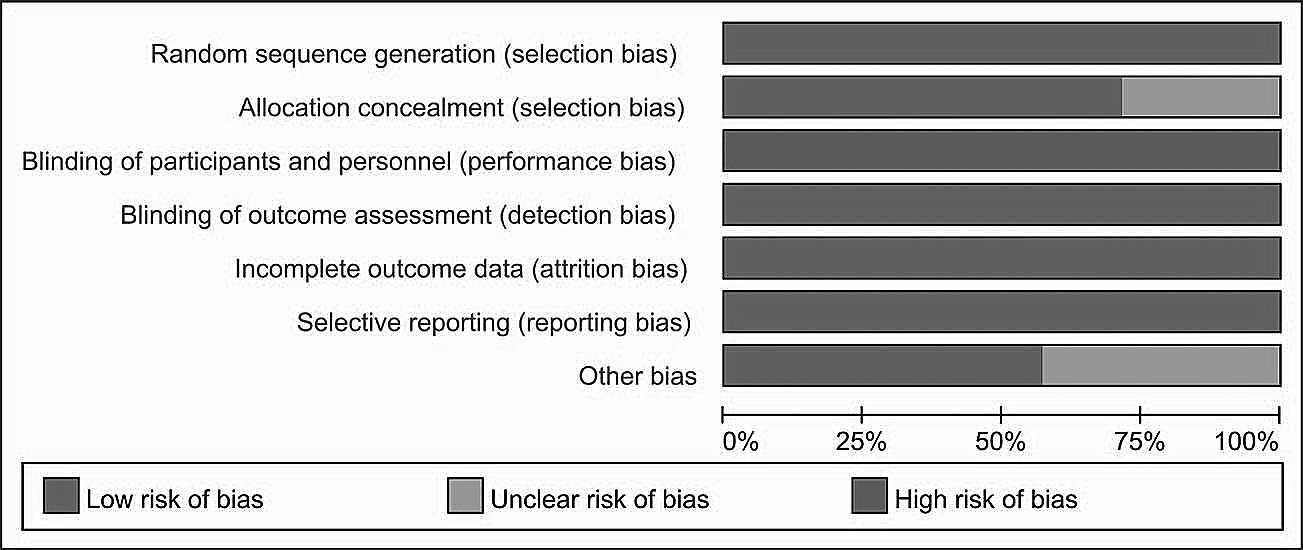 Random sequence generation (selection bias)
Allocation concealment (selection bias)
Blinding of participants and personnel (performance bias)
Blinding of outcome assessment (detection bias)
Incomplete outcome data (attrition bias)
Selective reporting (reporting bias)
Other bias
0% 25% 50% 75% 100%
Low risk of bias Unclear risk of bias High risk of bias